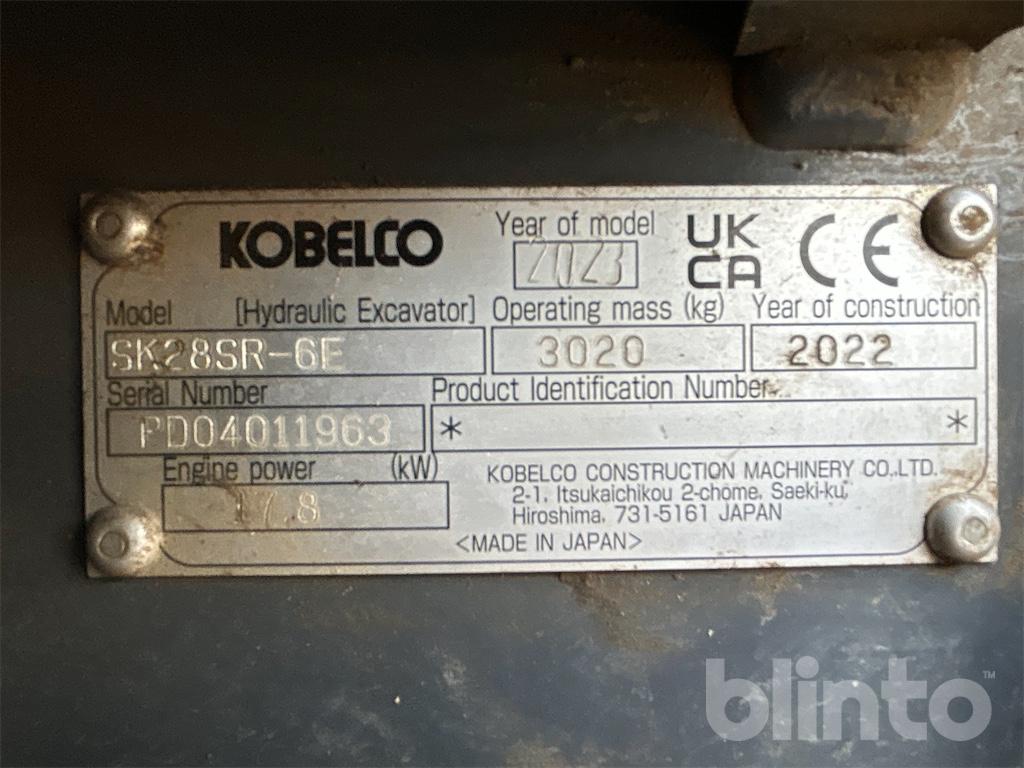 KOBELCO
Year of model
2023
UK
CA
CE
Model [Hydraulic Excavator] Operating mass (kg) Year of construction
SK28SR-6E 3020 2022
Serial Number Product Identification Number
PD04011963 * *
Engine power (kW)
17.8
KOBELCO CONSTRUCTION MACHINERY CO.,LTD.
2-1, Itsukaichikou 2-chome, Saeki-ku,
Hiroshima, 731-5161 JAPAN
<MADE IN JAPAN>
blinto™